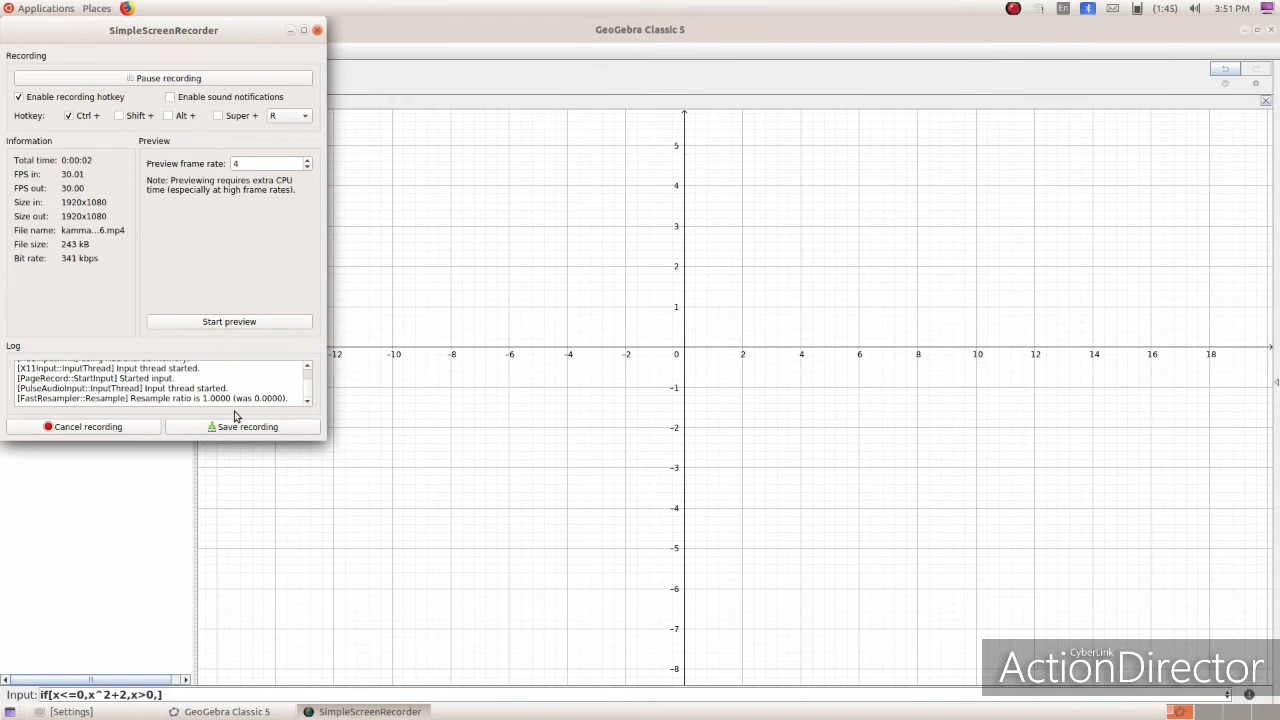 Applications Places En (1:45) 3:51 PM
SimpleScreenRecorder
GeoGebra Classic 5
Recording
Pause recording
Enable recording hotkey Enable sound notifications
Hotkey: Ctrl + Shift + Alt + Super + R
Information Preview
Total time: 0:00:02
Preview frame rate: 4
FPS in: 30.01
FPS out: 30.00
Note: Previewing requires extra CPU
time (especially at high frame rates).
Size in: 1920x1080
Size out: 1920x1080
File name: kamma...6.mp4
File size: 243 kB
Bit rate: 341 kbps
Start preview
Log
[X11Input::InputThread] Input thread started.
[PageRecord::StartInput] Started input.
[PulseAudioInput::InputThread] Input thread started.
[FastResampler::Resample] Resample ratio is 1.0000 (was 0.0000).
Cancel recording Save recording
5
4
3
2
1
-12 -10 -8 -6 -4 -2 0 2 4 6 8 10 12 14 16 18
-1
-2
-3
-4
-5
-6
-7
-8
CyberLink
ActionDirector
Input: if[x<=0,x^2+2,x>0,]
[Settings] GeoGebra Classic 5 SimpleScreenRecorder